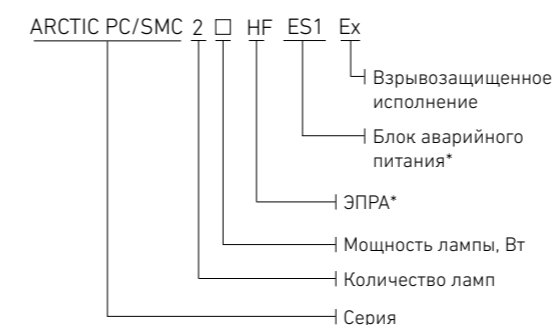 ARCTIC PC/SMC 2 □ HF ES1 Ex
Взрывозащищенное
исполнение
Блок аварийного
питания*
ЭПРА*
Мощность лампы, Вт
Количество ламп
Серия